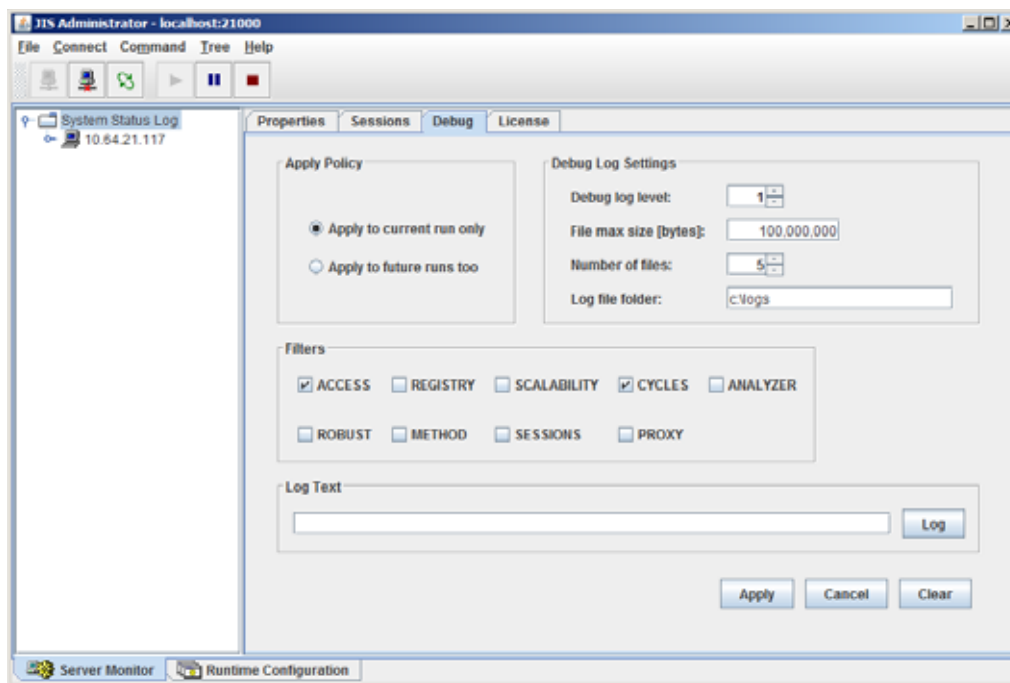 JIS Administrator - localhost:21000
File Connect Command Tree Help
System Status Log
10.64.21.117
Properties Sessions Debug License
Apply Policy
Apply to current run only
Apply to future runs too
Debug Log Settings
Debug log level: 1
File max size [bytes]: 100,000,000
Number of files: 5
Log file folder: c:\logs
Filters
ACCESS REGISTRY SCALABILITY CYCLES ANALYZER
ROBUST METHOD SESSIONS PROXY
Log Text
Log
Apply Cancel Clear
Server Monitor Runtime Configuration